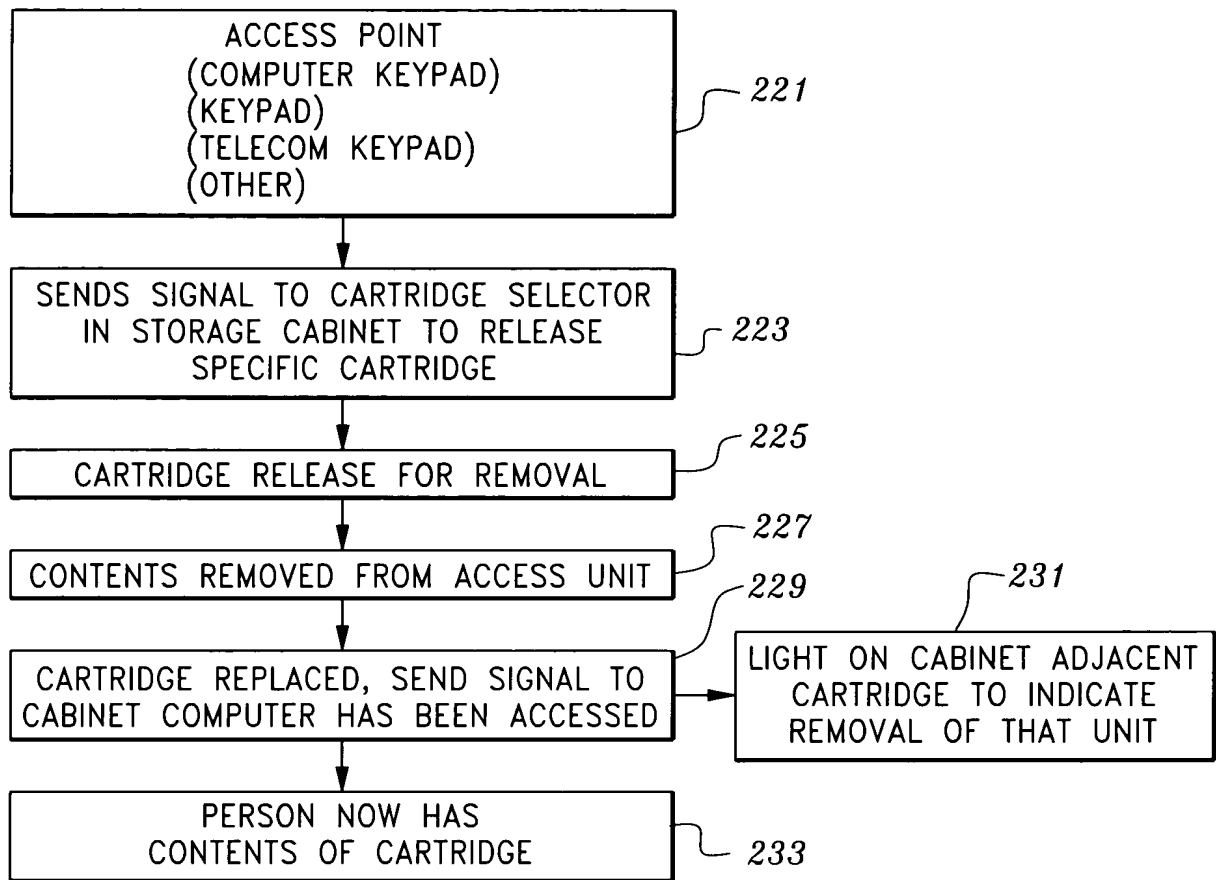 ACCESS POINT
(COMPUTER KEYPAD)
(KEYPAD)
(TELECOM KEYPAD)
(OTHER)
221
SENDS SIGNAL TO CARTRIDGE SELECTOR
IN STORAGE CABINET TO RELEASE
SPECIFIC CARTRIDGE
223
CARTRIDGE RELEASE FOR REMOVAL
225
CONTENTS REMOVED FROM ACCESS UNIT
227
CARTRIDGE REPLACED, SEND SIGNAL TO
CABINET COMPUTER HAS BEEN ACCESSED
229
LIGHT ON CABINET ADJACENT
CARTRIDGE TO INDICATE
REMOVAL OF THAT UNIT
231
PERSON NOW HAS
CONTENTS OF CARTRIDGE
233